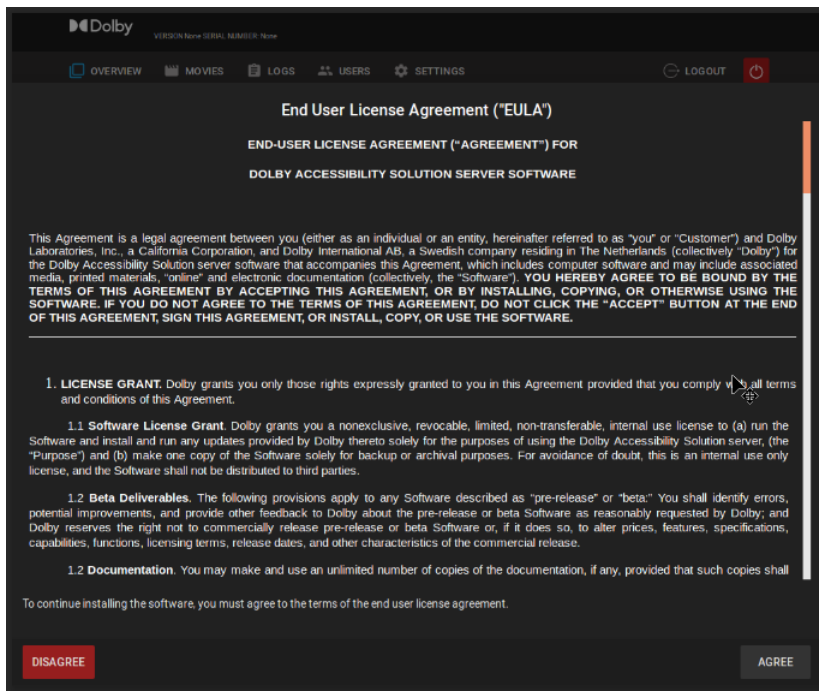 Dolby
VERSION None SERIAL NUMBER: None
OVERVIEW MOVIES LOGS USERS SETTINGS LOGOUT
End User License Agreement ("EULA")
END-USER LICENSE AGREEMENT (“AGREEMENT”) FOR
DOLBY ACCESSIBILITY SOLUTION SERVER SOFTWARE
This Agreement is a legal agreement between you (either as an individual or an entity, hereinafter referred to as “you” or “Customer”) and Dolby
Laboratories, Inc., a California Corporation, and Dolby International AB, a Swedish company residing in The Netherlands (collectively “Dolby”) for
the Dolby Accessibility Solution server software that accompanies this Agreement, which includes computer software and may include associated
media, printed materials, “online” and electronic documentation (collectively, the “Software”). YOU HEREBY AGREE TO BE BOUND BY THE
TERMS OF THIS AGREEMENT BY ACCEPTING THIS AGREEMENT, OR BY INSTALLING, COPYING, OR OTHERWISE USING THE
SOFTWARE. IF YOU DO NOT AGREE TO THE TERMS OF THIS AGREEMENT, DO NOT CLICK THE “ACCEPT” BUTTON AT THE END
OF THIS AGREEMENT, SIGN THIS AGREEMENT, OR INSTALL, COPY, OR USE THE SOFTWARE.
1. LICENSE GRANT. Dolby grants you only those rights expressly granted to you in this Agreement provided that you comply all terms
and conditions of this Agreement.
1.1 Software License Grant. Dolby grants you a nonexclusive, revocable, limited, non-transferable, internal use license to (a) run the
Software and install and run any updates provided by Dolby thereto solely for the purposes of using the Dolby Accessibility Solution server, (the
“Purpose”) and (b) make one copy of the Software solely for backup or archival purposes. For avoidance of doubt, this is an internal use only
license, and the Software shall not be distributed to third parties.
1.2 Beta Deliverables. The following provisions apply to any Software described as “pre-release” or “beta:” You shall identify errors,
potential improvements, and provide other feedback to Dolby about the pre-release or beta Software as reasonably requested by Dolby; and
Dolby reserves the right not to commercially release pre-release or beta Software or, if it does so, to alter prices, features, specifications,
capabilities, functions, licensing terms, release dates, and other characteristics of the commercial release.
1.2 Documentation. You may make and use an unlimited number of copies of the documentation, if any, provided that such copies shall
To continue installing the software, you must agree to the terms of the end user license agreement.
DISAGREE AGREE